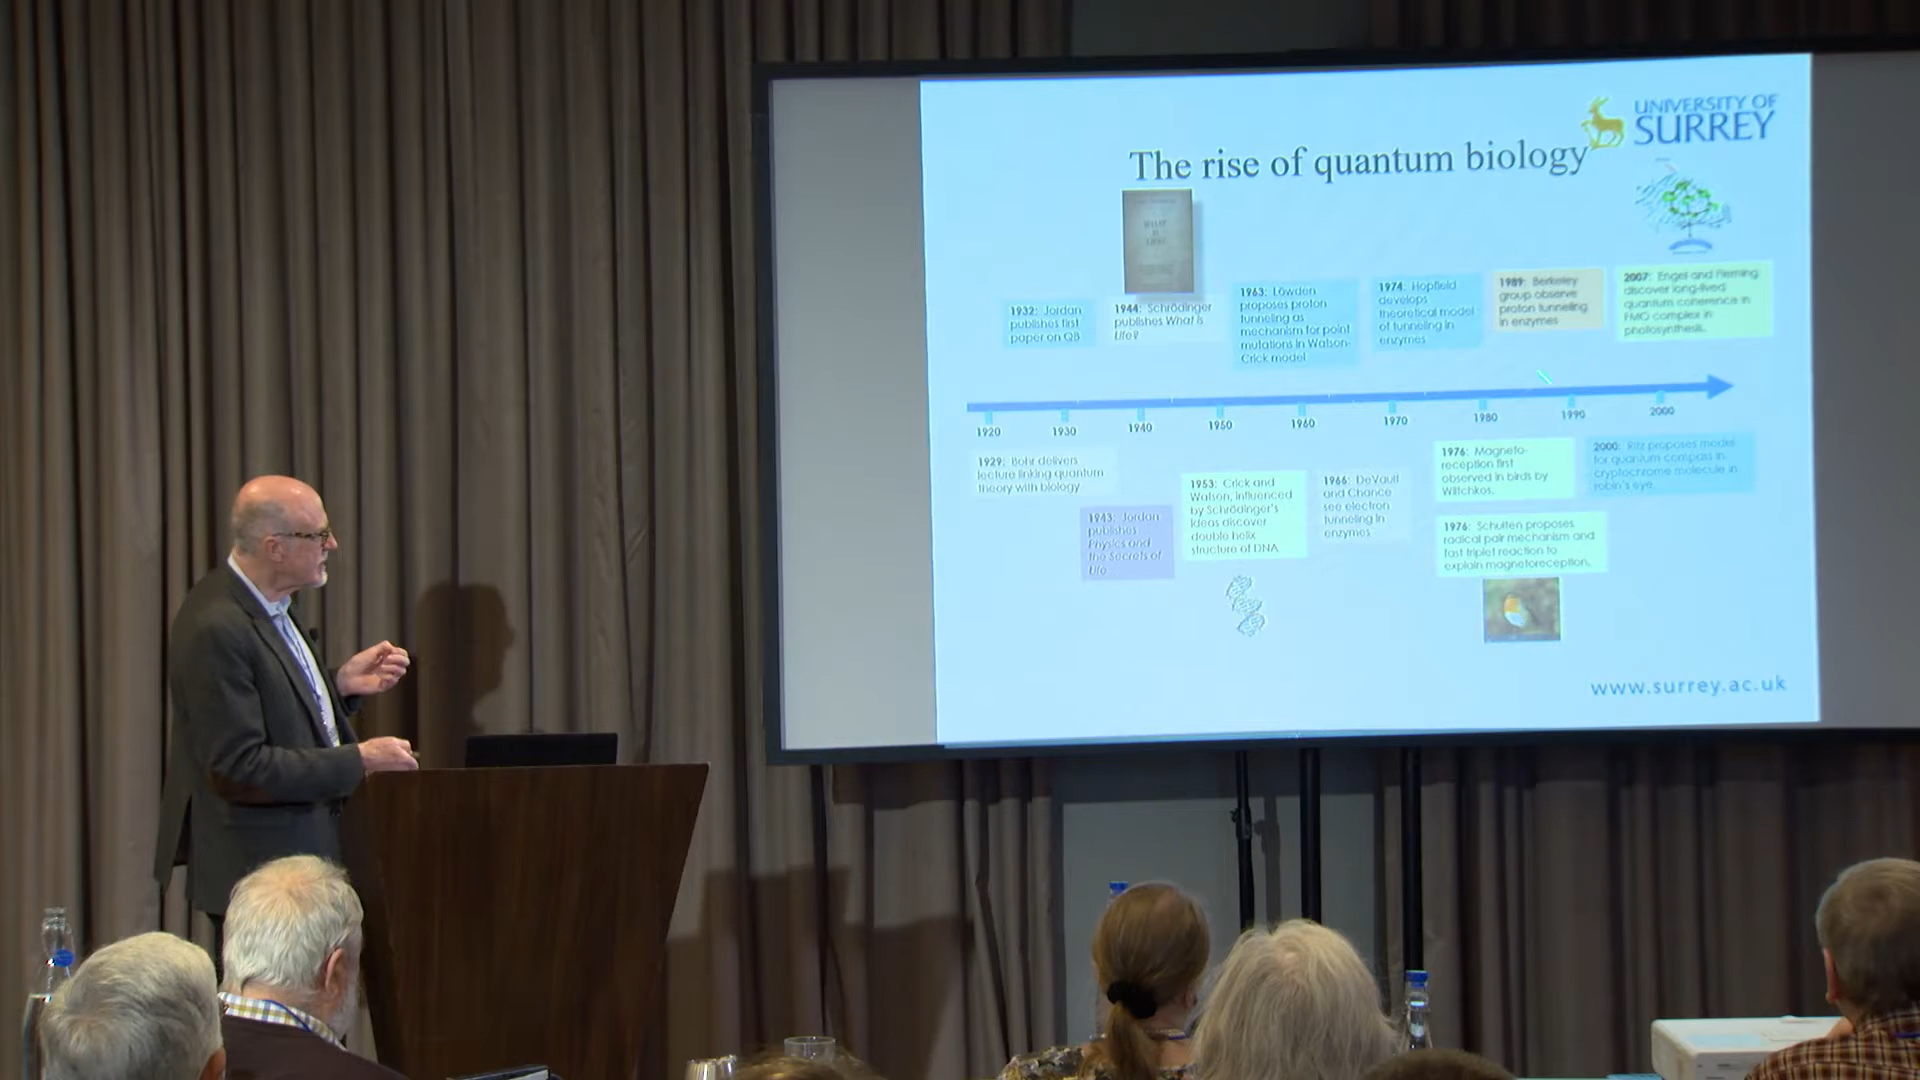 UNIVERSITY OF
SURREY
The rise of quantum biology
WHAT
IS
LIFE?
1932: Jordan
publishes first
paper on QB
1944: Schrödinger
publishes What is
life?
1963: Löwden
proposes proton
tunneling as
mechanism for point
mutations in Watson-
Crick model
1974: Hopfield
develops
theoretical model
of tunneling in
enzymes
1989: Berkeley
group observe
proton tunneling
in enzymes
2007: Engel and Fleming
discover long-lived
quantum coherence in
FMO complex in
photosynthesis.
1920
1930
1940
1950
1960
1970
1980
1990
2000
1929: Bohr delivers
lecture linking quantum
theory with biology
1943: Jordan
publishes
Physics and
the Secrets of
Life
1953: Crick and
Watson, influenced
by Schrödinger's
ideas discover
double helix
structure of DNA
1966: DeVault
and Chance
see electron
tunneling in
enzymes
1976: Magneto-
reception first
observed in birds by
Wiltchkos.
1976: Schulten proposes
radical pair mechanism and
fast triplet reaction to
explain magnetoreception.
2000: Ritz proposes model
for quantum compass in
cryptochrome molecule in
robin's eye.
www.surrey.ac.uk